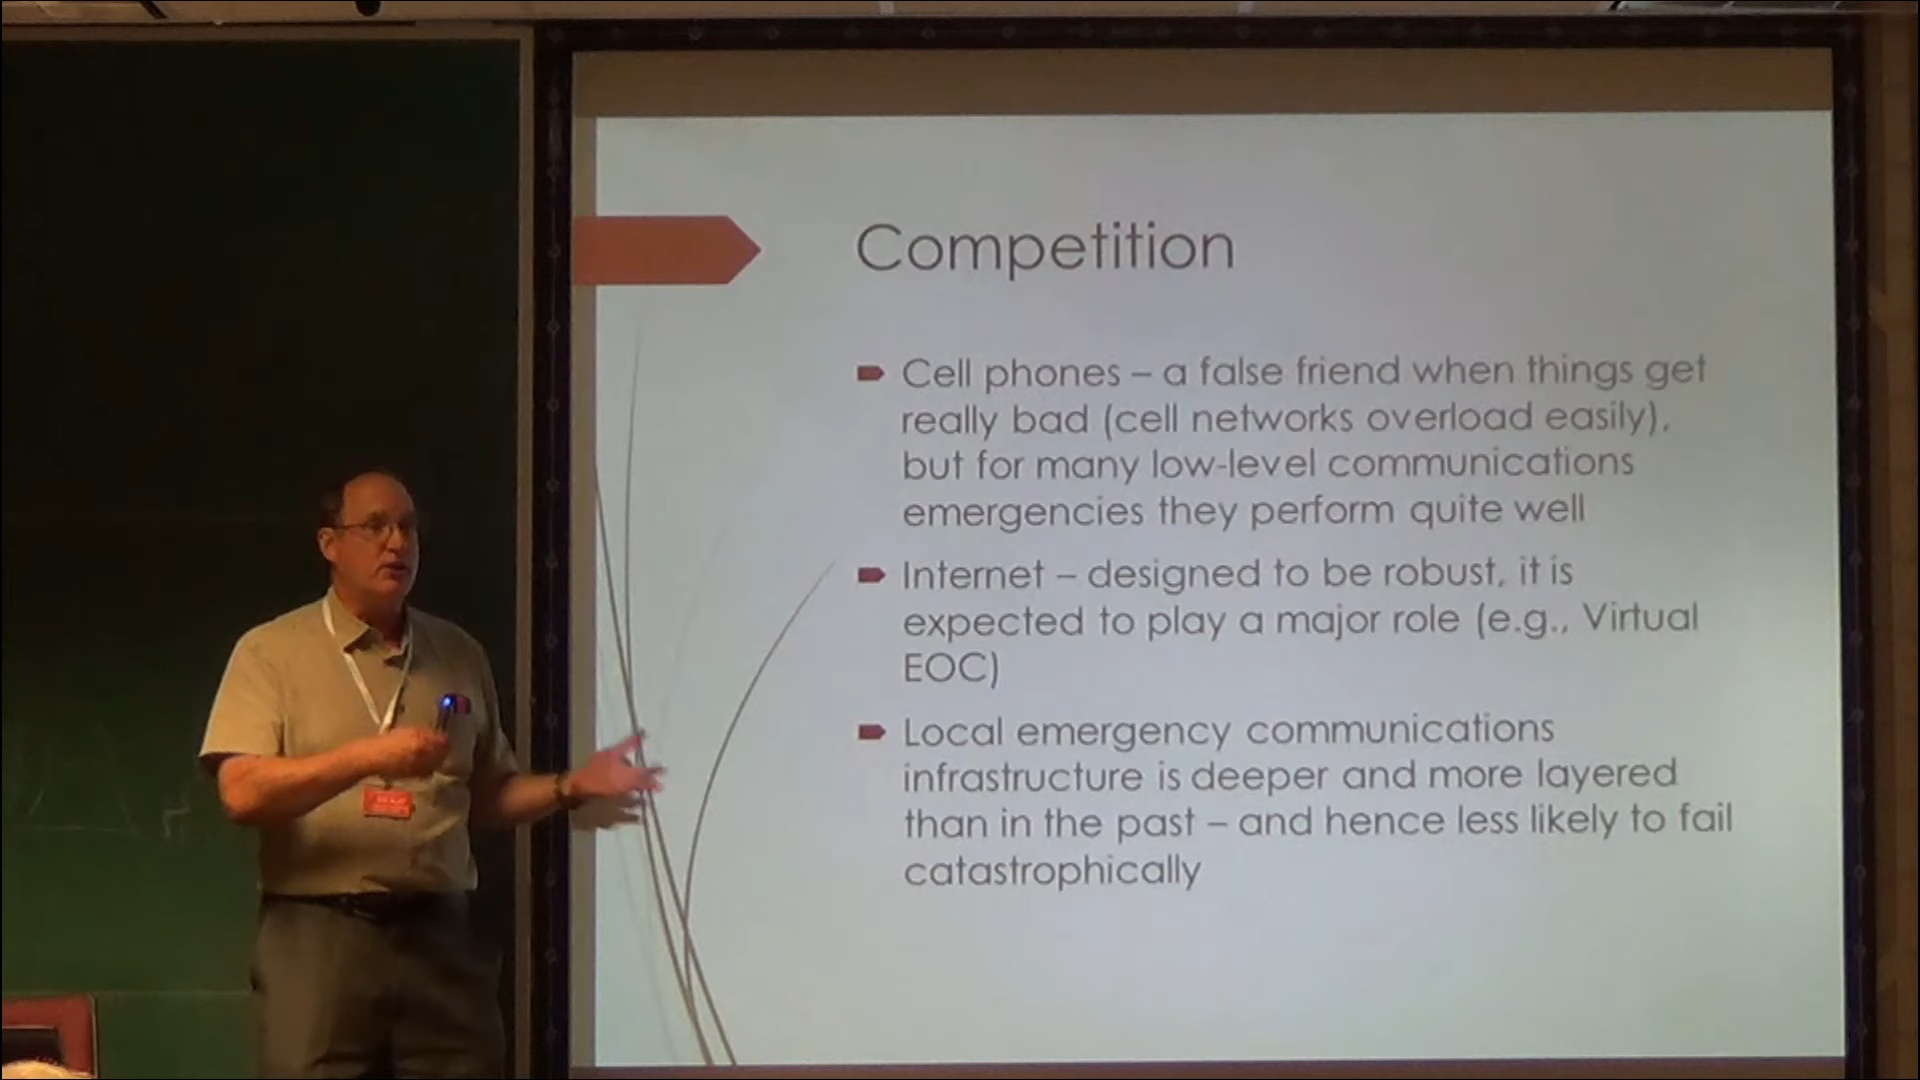 Competition
Cell phones – a false friend when things get
really bad (cell networks overload easily),
but for many low-level communications
emergencies they perform quite well
Internet – designed to be robust, it is
expected to play a major role (e.g., Virtual
EOC)
Local emergency communications
infrastructure is deeper and more layered
than in the past – and hence less likely to fail
catastrophically